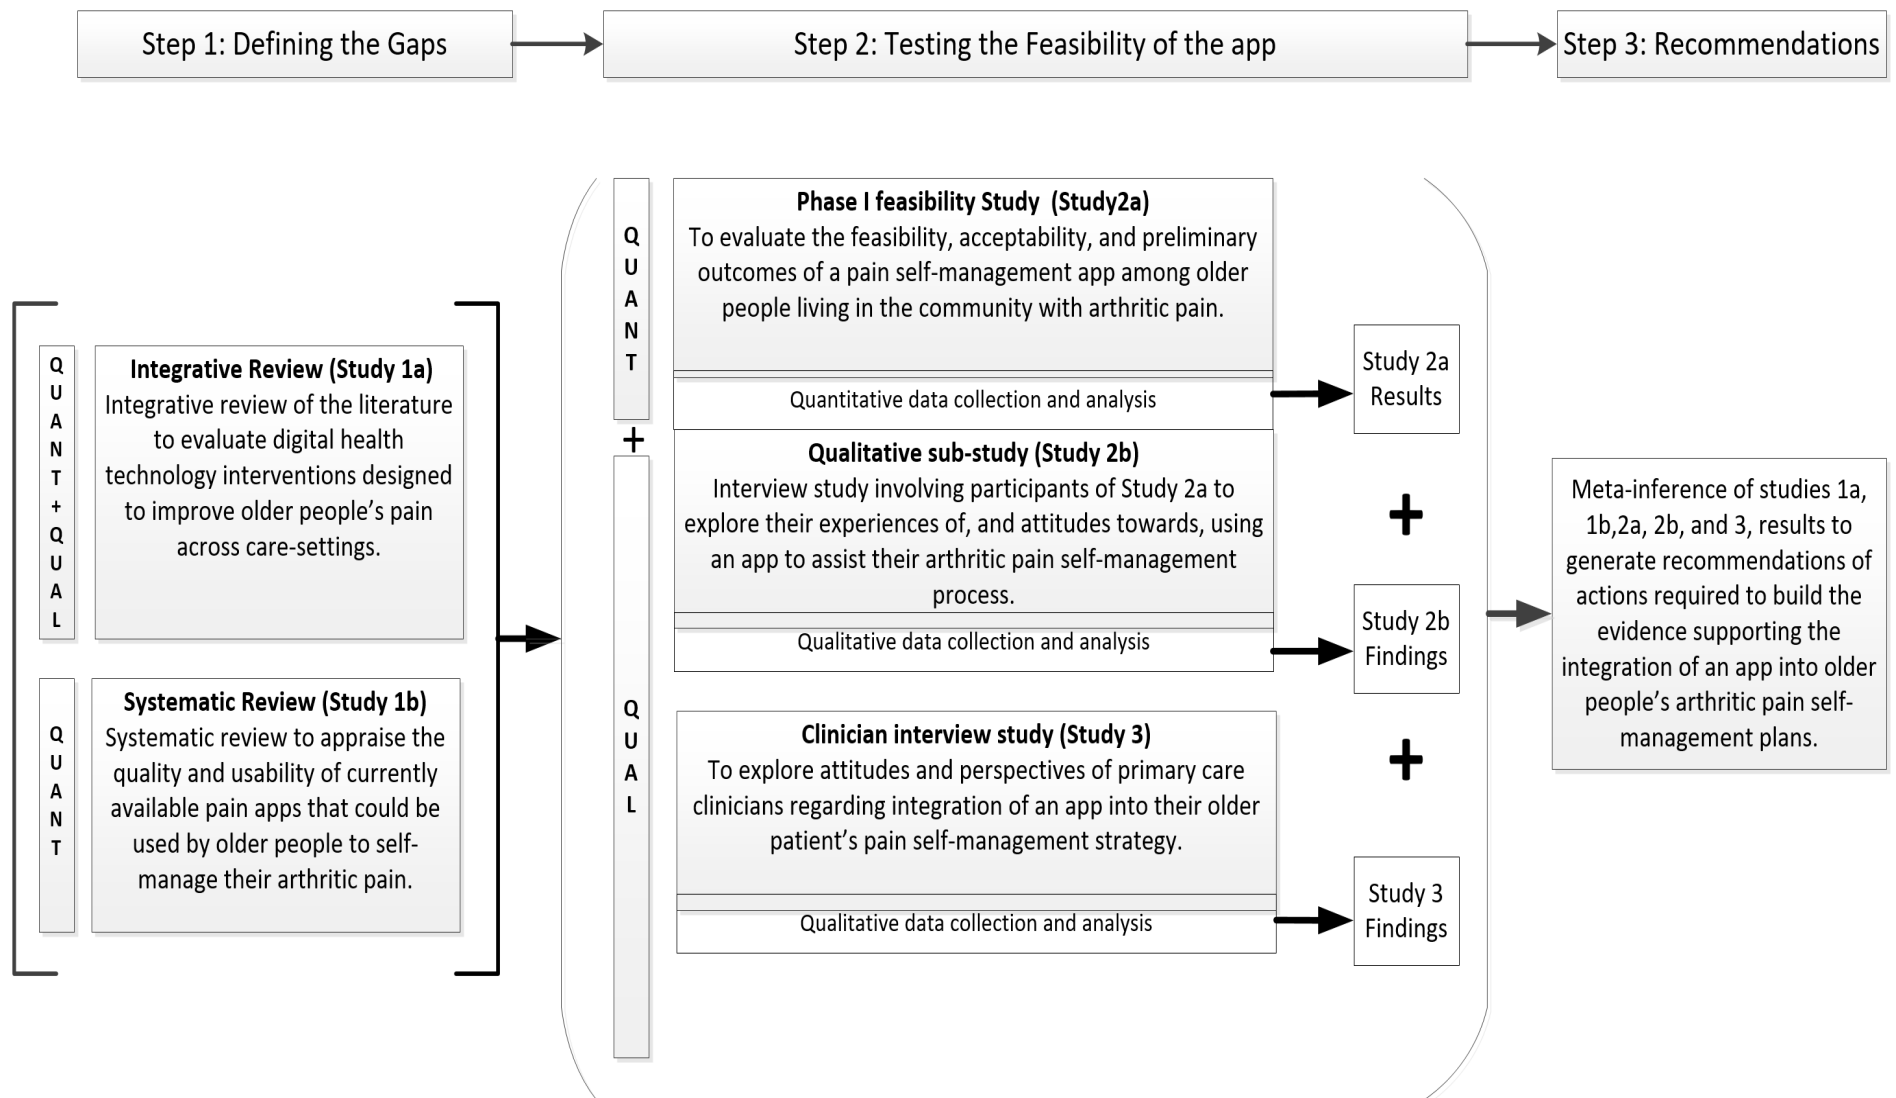 Step 1: Defining the Gaps
Step 2: Testing the Feasibility of the app
Step 3: Recommendations
QUANT+QUAL
Integrative Review (Study 1a)
Integrative review of the literature
to evaluate digital health
technology interventions designed
to improve older people’s pain
across care-settings.
QUANT
Systematic Review (Study 1b)
Systematic review to appraise the
quality and usability of currently
available pain apps that could be
used by older people to self-
manage their arthritic pain.
QUANT
+
QUAL
Phase I feasibility Study (Study2a)
To evaluate the feasibility, acceptability, and preliminary
outcomes of a pain self-management app among older
people living in the community with arthritic pain.
Quantitative data collection and analysis
Qualitative sub-study (Study 2b)
Interview study involving participants of Study 2a to
explore their experiences of, and attitudes towards, using
an app to assist their arthritic pain self-management
process.
Qualitative data collection and analysis
Clinician interview study (Study 3)
To explore attitudes and perspectives of primary care
clinicians regarding integration of an app into their older
patient’s pain self-management strategy.
Qualitative data collection and analysis
Study 2a
Results
+
Study 2b
Findings
+
Study 3
Findings
Meta-inference of studies 1a,
1b,2a, 2b, and 3, results to
generate recommendations of
actions required to build the
evidence supporting the
integration of an app into older
people’s arthritic pain self-
management plans.